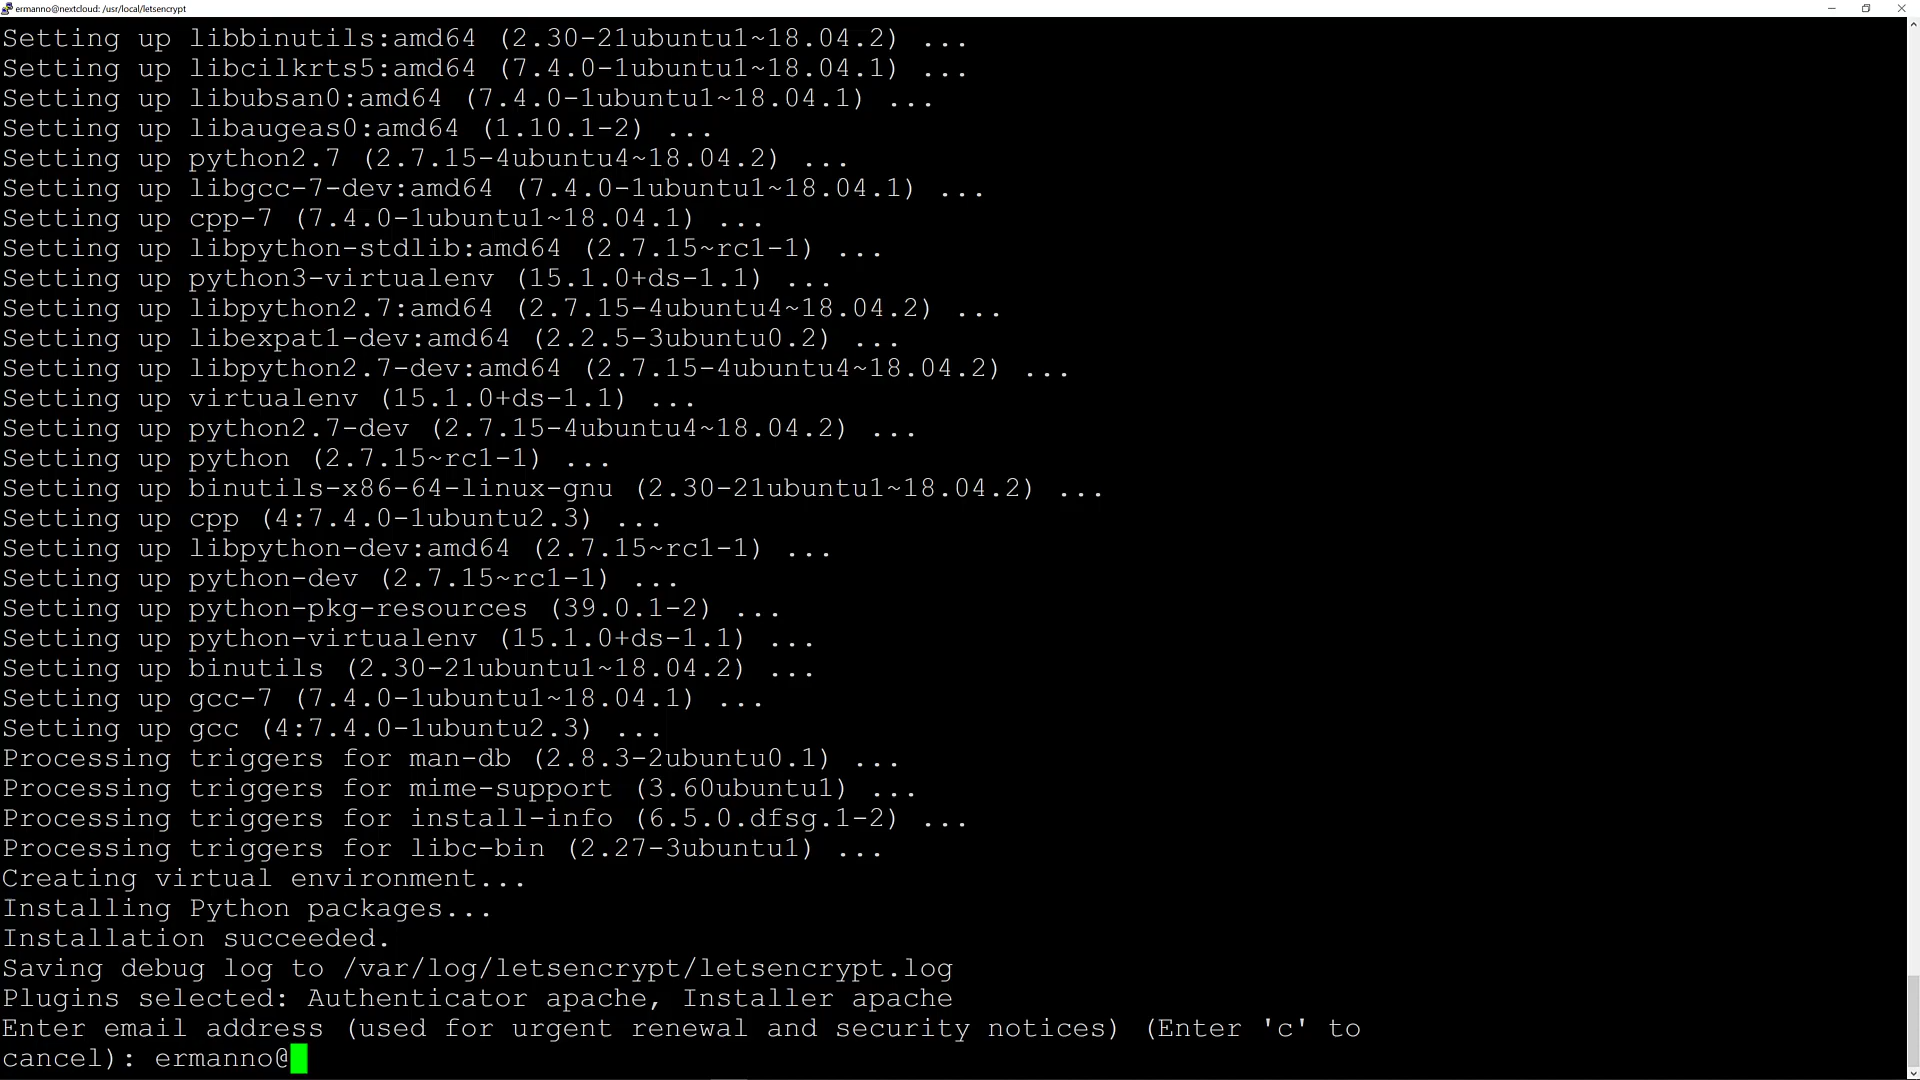 ermanno@nextcloud: /usr/local/letsencrypt
Setting up libbinutils:amd64 (2.30-21ubuntu1~18.04.2) ...
Setting up libcilkrts5:amd64 (7.4.0-1ubuntu1~18.04.1) ...
Setting up libubsan0:amd64 (7.4.0-1ubuntu1~18.04.1) ...
Setting up libaugeas0:amd64 (1.10.1-2) ...
Setting up python2.7 (2.7.15-4ubuntu4~18.04.2) ...
Setting up libgcc-7-dev:amd64 (7.4.0-1ubuntu1~18.04.1) ...
Setting up cpp-7 (7.4.0-1ubuntu1~18.04.1) ...
Setting up libpython-stdlib:amd64 (2.7.15~rc1-1) ...
Setting up python3-virtualenv (15.1.0+ds-1.1) ...
Setting up libpython2.7:amd64 (2.7.15-4ubuntu4~18.04.2) ...
Setting up libexpat1-dev:amd64 (2.2.5-3ubuntu0.2) ...
Setting up libpython2.7-dev:amd64 (2.7.15-4ubuntu4~18.04.2) ...
Setting up virtualenv (15.1.0+ds-1.1) ...
Setting up python2.7-dev (2.7.15-4ubuntu4~18.04.2) ...
Setting up python (2.7.15~rc1-1) ...
Setting up binutils-x86-64-linux-gnu (2.30-21ubuntu1~18.04.2) ...
Setting up cpp (4:7.4.0-1ubuntu2.3) ...
Setting up libpython-dev:amd64 (2.7.15~rc1-1) ...
Setting up python-dev (2.7.15~rc1-1) ...
Setting up python-pkg-resources (39.0.1-2) ...
Setting up python-virtualenv (15.1.0+ds-1.1) ...
Setting up binutils (2.30-21ubuntu1~18.04.2) ...
Setting up gcc-7 (7.4.0-1ubuntu1~18.04.1) ...
Setting up gcc (4:7.4.0-1ubuntu2.3) ...
Processing triggers for man-db (2.8.3-2ubuntu0.1) ...
Processing triggers for mime-support (3.60ubuntu1) ...
Processing triggers for install-info (6.5.0.dfsg.1-2) ...
Processing triggers for libc-bin (2.27-3ubuntu1) ...
Creating virtual environment...
Installing Python packages...
Installation succeeded.
Saving debug log to /var/log/letsencrypt/letsencrypt.log
Plugins selected: Authenticator apache, Installer apache
Enter email address (used for urgent renewal and security notices) (Enter 'c' to
cancel): ermanno@